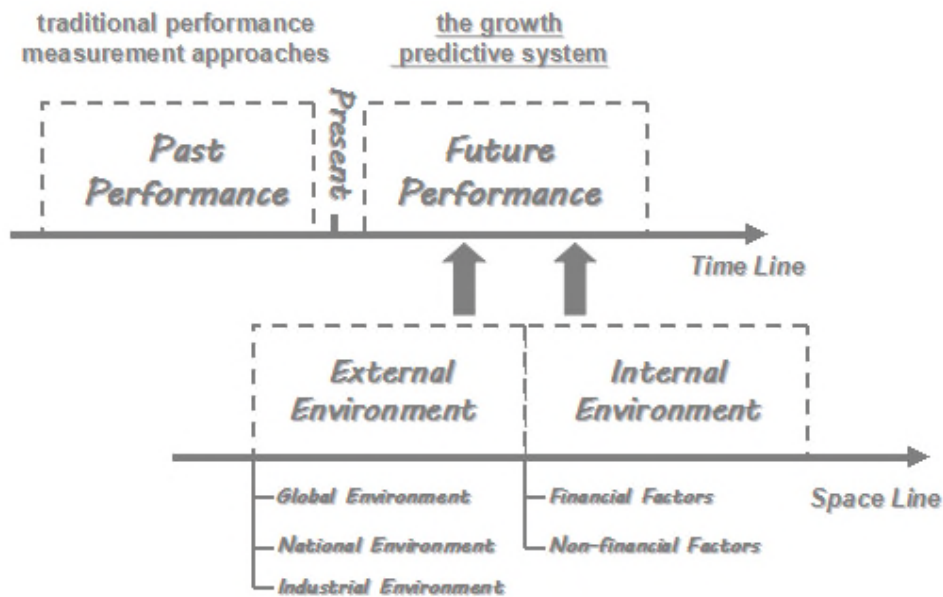 traditional performance
measurement approaches
the growth
predictive system
Past
Performance
Present
Future
Performance
Time Line
External
Environment
Internal
Environment
Space Line
Global Environment
National Environment
Industrial Environment
Financial Factors
Non-financial Factors